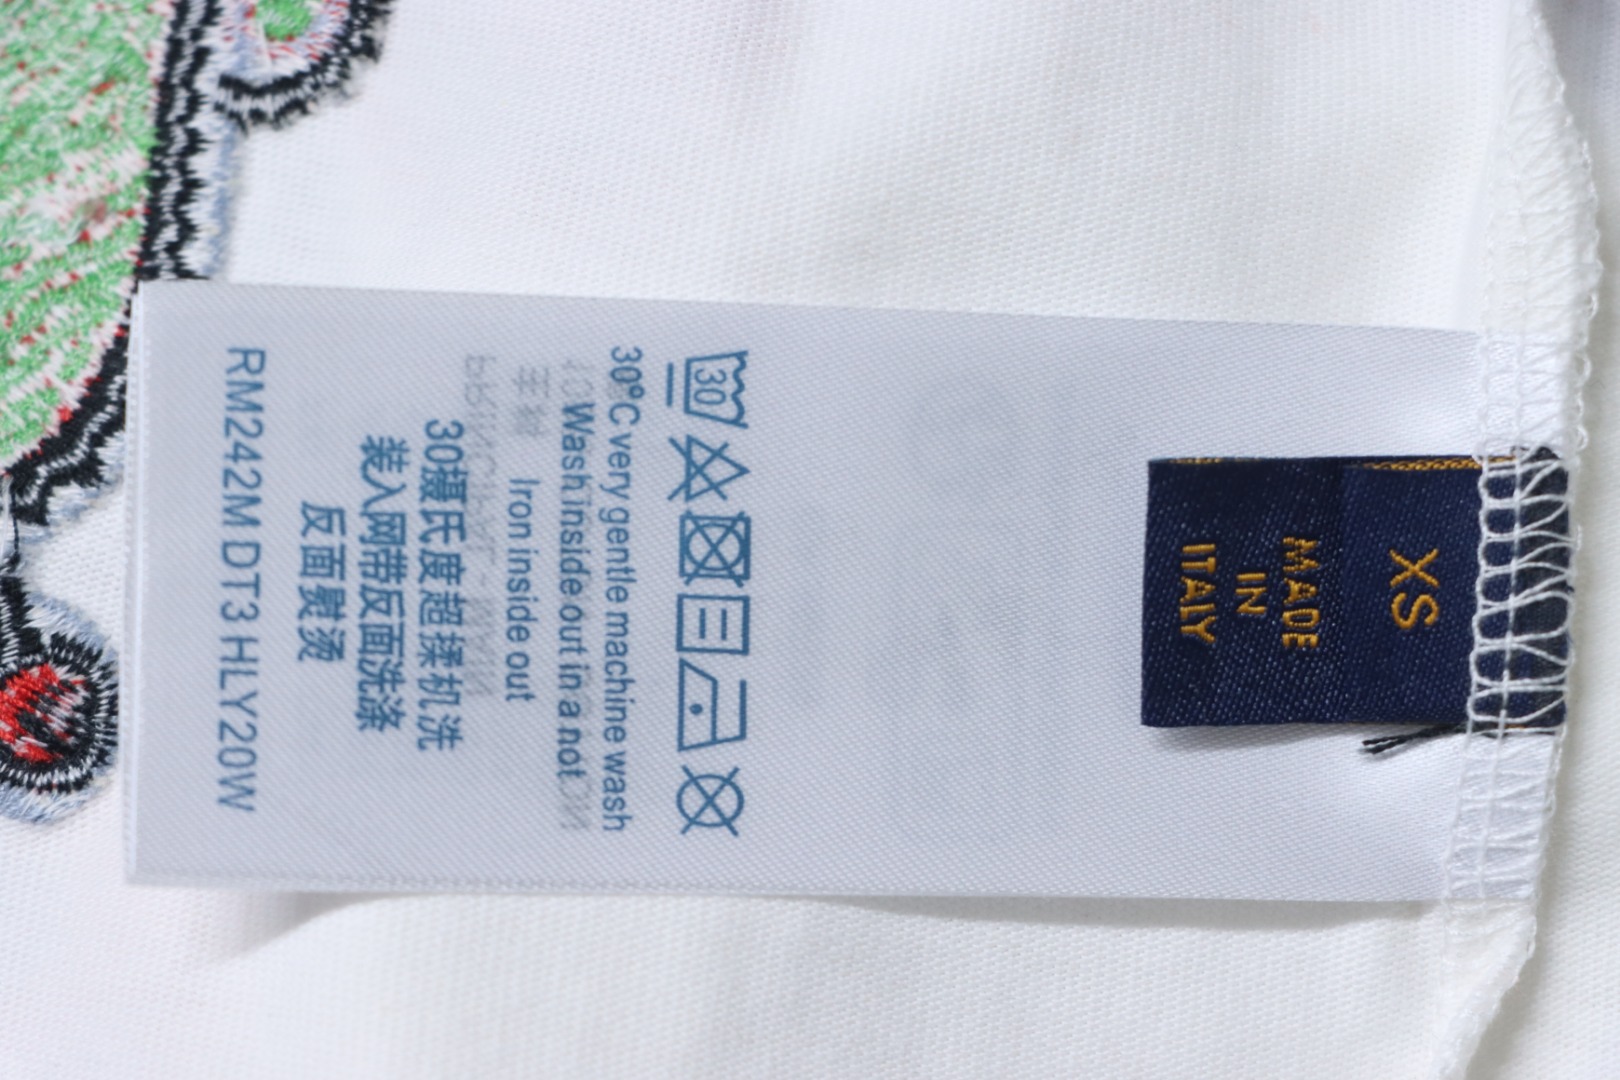 XS
MADE
IN
ITALY
30
30°C very gentle machine wash
Wash inside out in a not
Iron inside out
30摄氏度超揉机洗
装入网带反面洗涤
反面熨烫
RM242M DT3 HLY20W